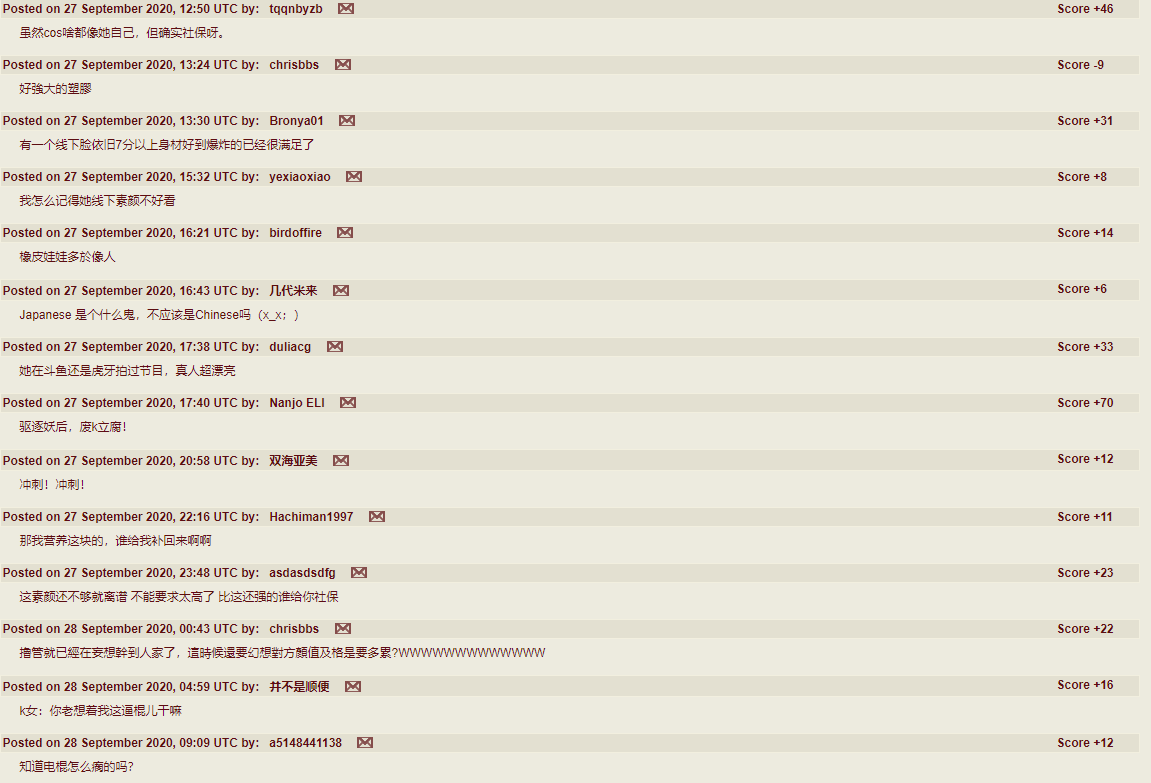 Posted on 27 September 2020, 12:50 UTC by: tqqnbyzb Score +46
虽然cos啥都像她自己，但确实社保呀。
Posted on 27 September 2020, 13:24 UTC by: chrisbbs Score -9
好強大的塑膠
Posted on 27 September 2020, 13:30 UTC by: Bronya01 Score +31
有一个线下脸依旧7分以上身材好到爆炸的已经很满足了
Posted on 27 September 2020, 15:32 UTC by: yexiaoxiao Score +8
我怎么记得她线下素颜不好看
Posted on 27 September 2020, 16:21 UTC by: birdoffire Score +14
橡皮娃娃多於像人
Posted on 27 September 2020, 16:43 UTC by: 几代米来 Score +6
Japanese 是个什么鬼，不应该是Chinese吗（x_x；）
Posted on 27 September 2020, 17:38 UTC by: duliacg Score +33
她在斗鱼还是虎牙拍过节目，真人超漂亮
Posted on 27 September 2020, 17:40 UTC by: Nanjo ELI Score +70
驱逐妖后，废k立腐！
Posted on 27 September 2020, 20:58 UTC by: 双海亚美 Score +12
冲刺！冲刺！
Posted on 27 September 2020, 22:16 UTC by: Hachiman1997 Score +11
那我营养这块的，谁给我补回来啊啊
Posted on 27 September 2020, 23:48 UTC by: asdasdsdfg Score +23
这素颜还不够就离谱 不能要求太高了 比这还强的谁给你社保
Posted on 28 September 2020, 00:43 UTC by: chrisbbs Score +22
撸管就已經在妄想幹到人家了，這時候還要幻想對方顏值及格是要多累?WWWWWWWWWWWWW
Posted on 28 September 2020, 04:59 UTC by: 并不是顺便 Score +16
k女：你老想着我这逼棍儿干嘛
Posted on 28 September 2020, 09:09 UTC by: a5148441138 Score +12
知道电棍怎么疯的吗？